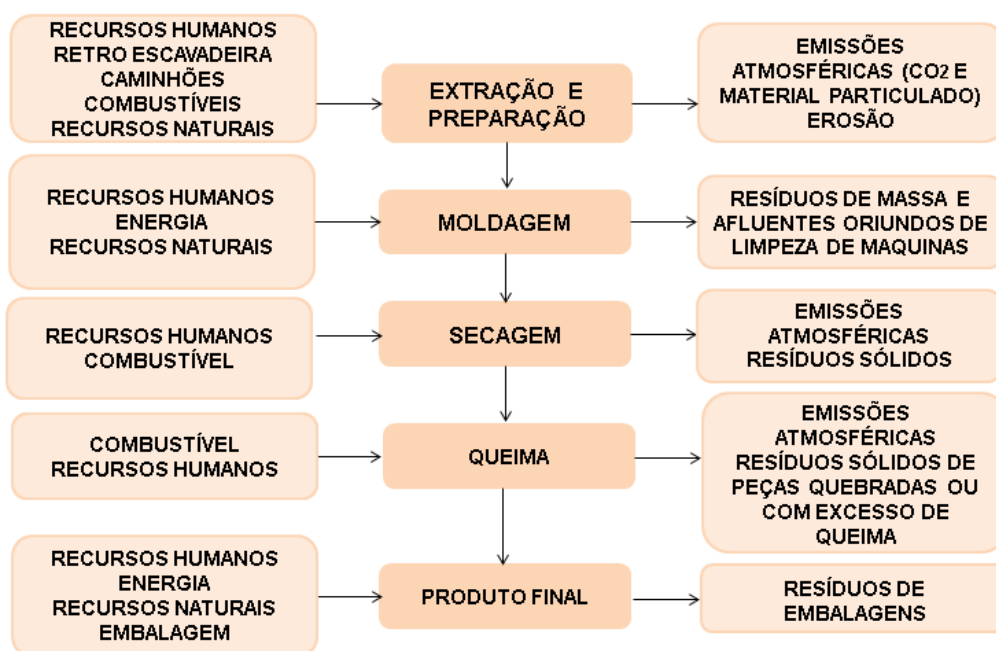 RECURSOS HUMANOS
RETRO ESCAVADEIRA
CAMINHÕES
COMBUSTÍVEIS
RECURSOS NATURAIS
EXTRAÇÃO E
PREPARAÇÃO
EMISSÕES
ATMOSFÉRICAS (CO2 E
MATERIAL PARTICULADO)
EROSÃO
RECURSOS HUMANOS
ENERGIA
RECURSOS NATURAIS
MOLDAGEM
RESÍDUOS DE MASSA E
AFLUENTES ORIUNDOS DE
LIMPEZA DE MAQUINAS
RECURSOS HUMANOS
COMBUSTÍVEL
SECAGEM
EMISSÕES
ATMOSFÉRICAS
RESÍDUOS SÓLIDOS
COMBUSTÍVEL
RECURSOS HUMANOS
QUEIMA
EMISSÕES
ATMOSFÉRICAS
RESÍDUOS SÓLIDOS DE
PEÇAS QUEBRADAS OU
COM EXCESSO DE
QUEIMA
RECURSOS HUMANOS
ENERGIA
RECURSOS NATURAIS
EMBALAGEM
PRODUTO FINAL
RESÍDUOS DE
EMBALAGENS